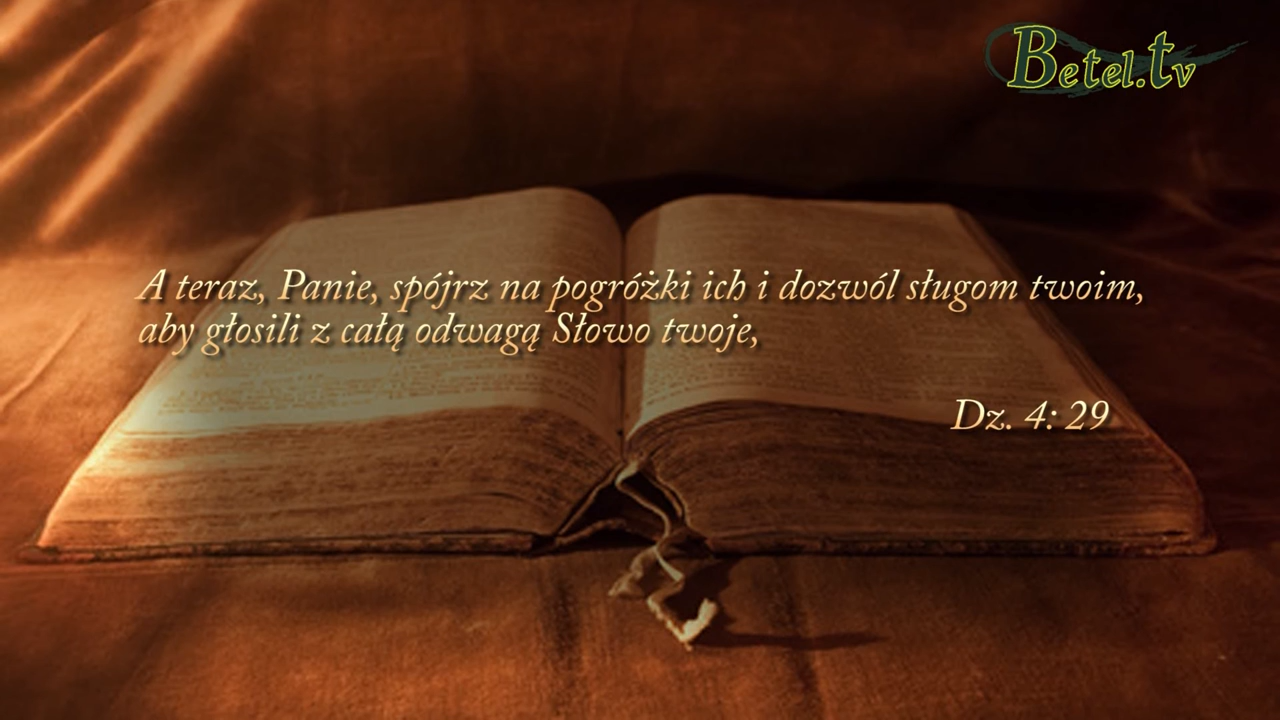 Betel.tv
A teraz, Panie, spójrz na pogróżki ich i dozwól sługom twoim,
aby głosili z całą odwagą Słowo twoje,
Dz. 4: 29